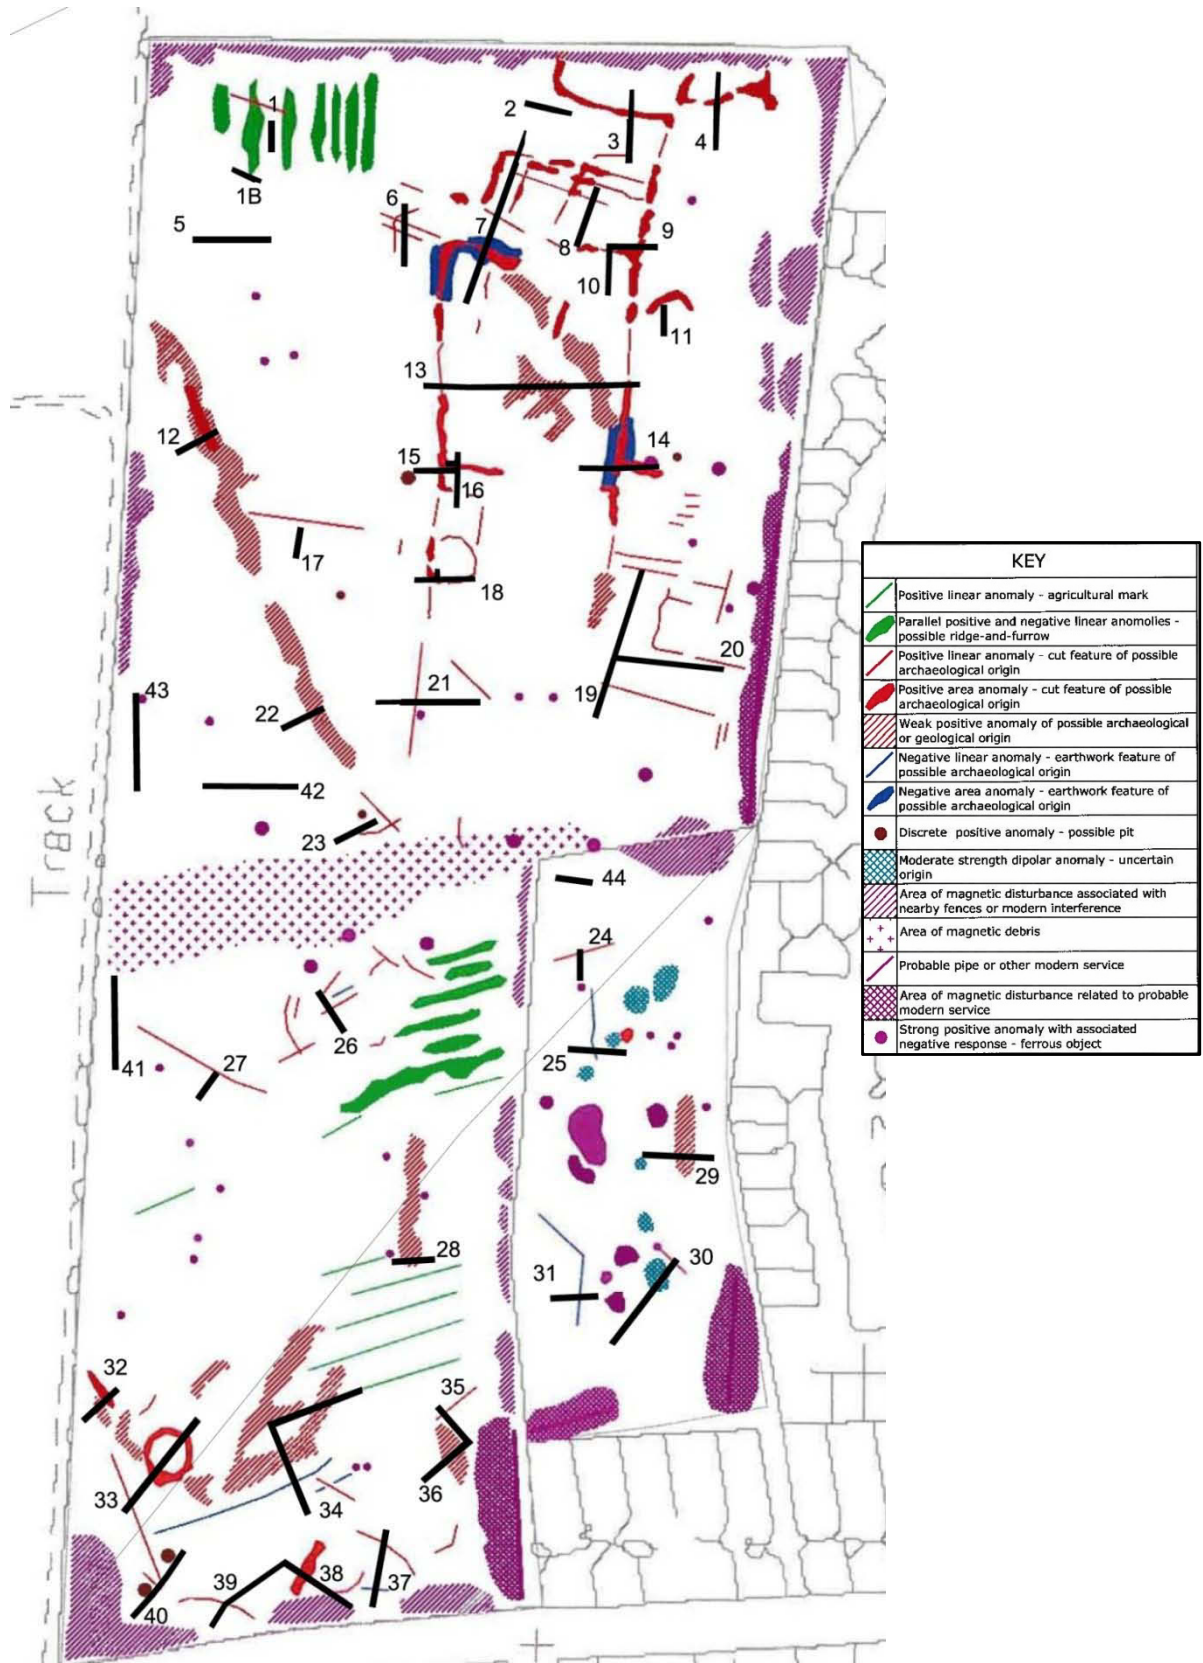 1
2
3
4
1B
6
5
7
8
9
10
11
13
12
14
15
16
17
18
20
19
21
43
22
42
23
Track
44
24
25
26
27
41
29
28
30
31
32
35
33
34
36
38
37
39
40
KEY
Positive linear anomaly - agricultural mark
Parallel positive and negative linear anomolies -
possible ridge-and-furrow
Positive linear anomaly - cut feature of possible
archaeological origin
Positive area anomaly - cut feature of possible
archaeological origin
Weak positive anomaly of possible archaeological
or geological origin
Negative linear anomaly - earthwork feature of
possible archaeological origin
Negative area anomaly - earthwork feature of
possible archaeological origin
Discrete positive anomaly - possible pit
Moderate strength dipolar anomaly - uncertain
origin
Area of magnetic disturbance associated with
nearby fences or modern interference
Area of magnetic debris
Probable pipe or other modern service
Area of magnetic disturbance related to probable
modern service
Strong positive anomaly with associated
negative response - ferrous object